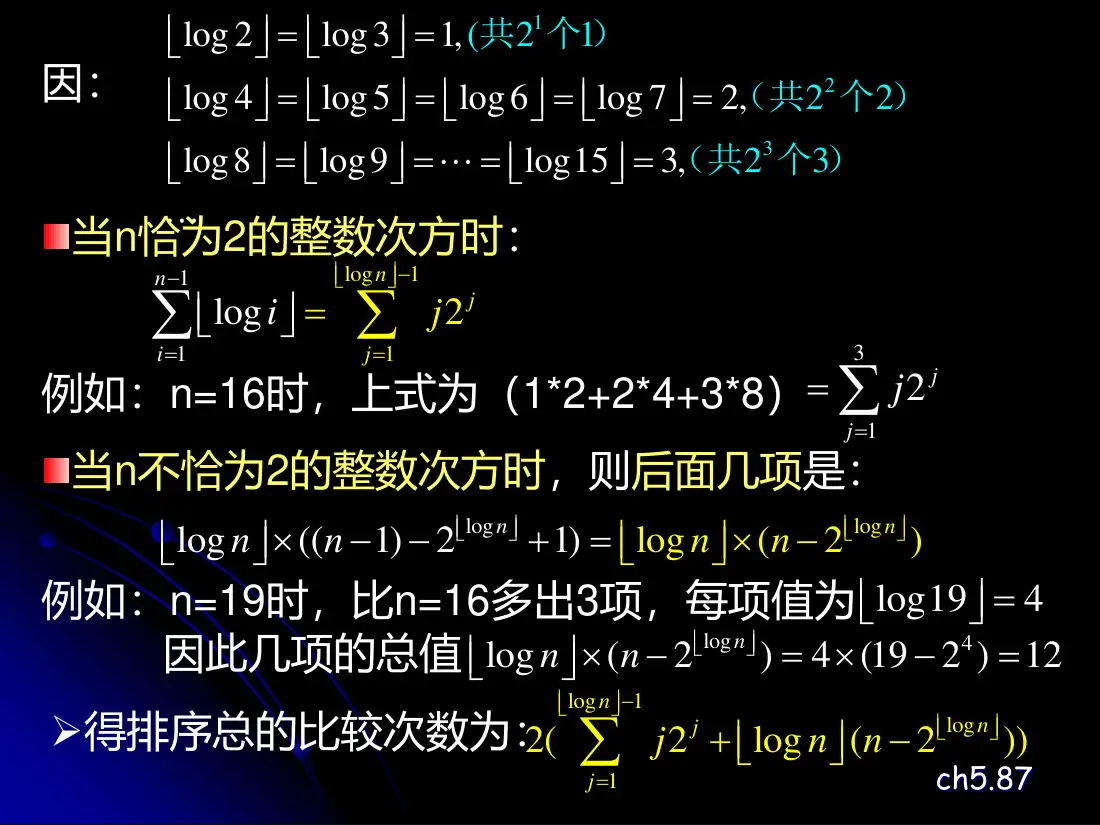 ⌊log 2⌋ = ⌊log 3⌋ = 1, (共2¹个1)
因： ⌊log 4⌋ = ⌊log 5⌋ = ⌊log 6⌋ = ⌊log 7⌋ = 2,（共2²个2）
⌊log 8⌋ = ⌊log 9⌋ = ⋯ = ⌊log15⌋ = 3,（共2³个3）
…
当n恰为2的整数次方时：
∑_{i=1}^{n−1} ⌊log i⌋ = ∑_{j=1}^{⌊log n⌋−1} j2^j
例如：n=16时，上式为（1*2+2*4+3*8） = ∑_{j=1}^{3} j2^j
当n不恰为2的整数次方时，则后面几项是：
⌊log n⌋×((n−1)−2^{⌊log n⌋}+1) = ⌊log n⌋×(n−2^{⌊log n⌋})
例如：n=19时，比n=16多出3项，每项值为⌊log19⌋ = 4
因此几项的总值⌊log n⌋×(n−2^{⌊log n⌋}) = 4×(19−2⁴) = 12
➢得排序总的比较次数为：2(∑_{j=1}^{⌊log n⌋−1} j2^j + ⌊log n⌋(n−2^{⌊log n⌋}))
ch5.87